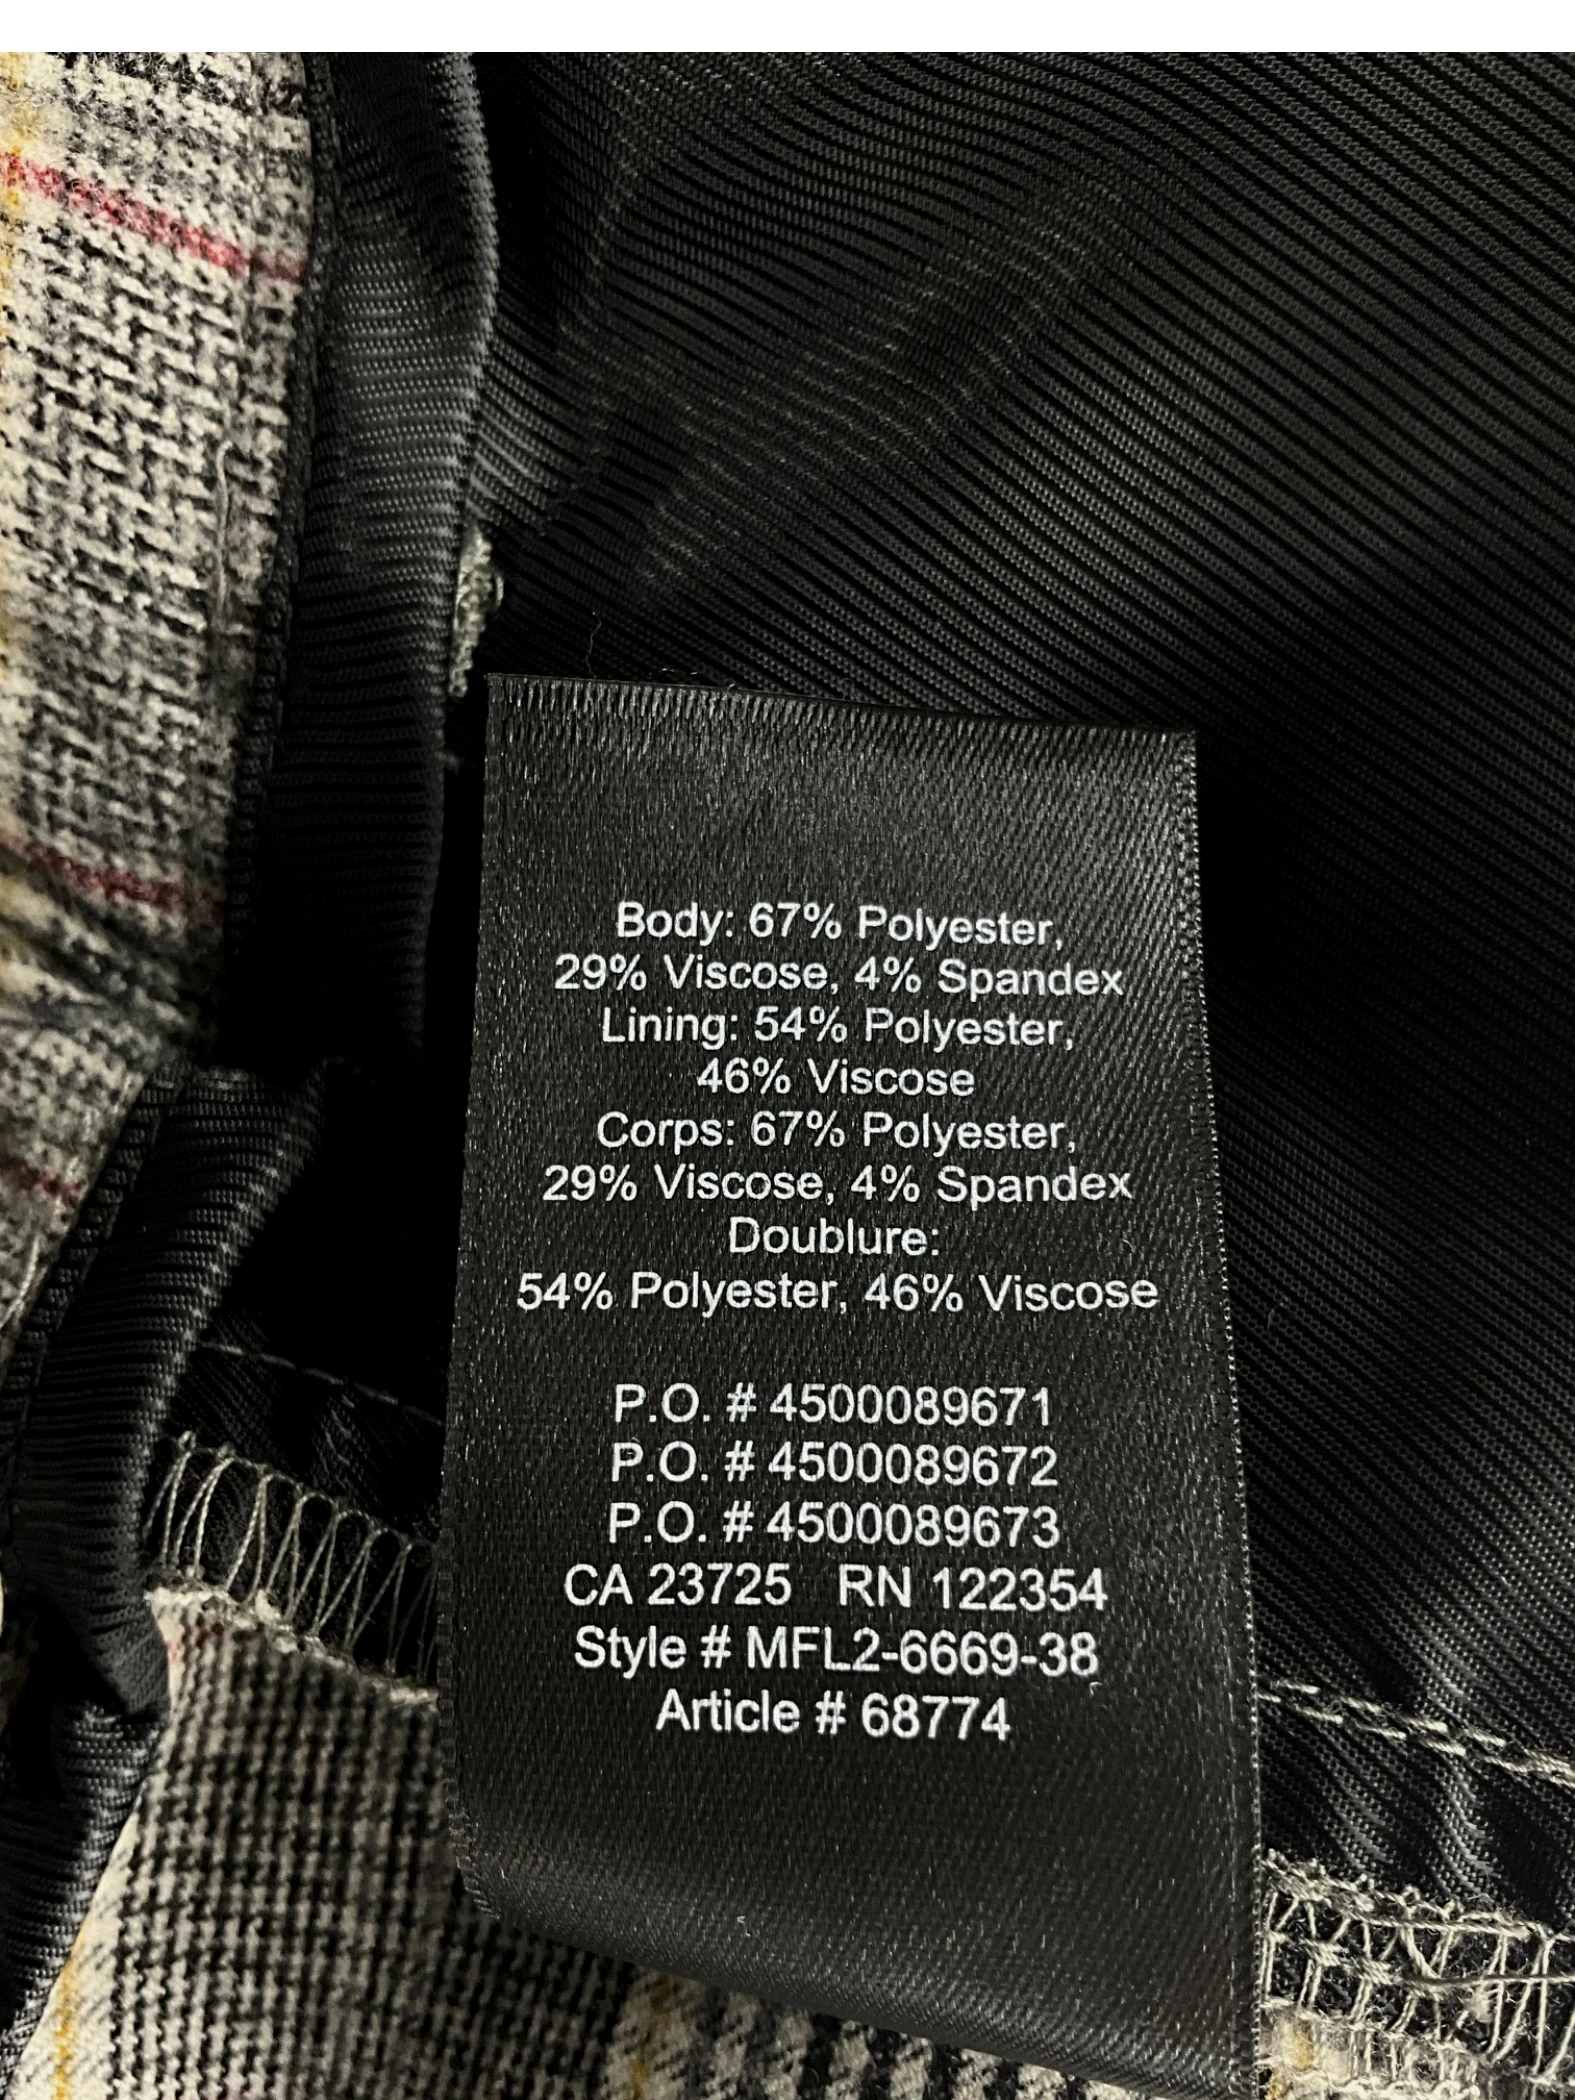 Body: 67% Polyester,
29% Viscose, 4% Spandex
Lining: 54% Polyester,
46% Viscose
Corps: 67% Polyester,
29% Viscose, 4% Spandex
Doublure:
54% Polyester, 46% Viscose
P.O. # 4500089671
P.O. # 4500089672
P.O. # 4500089673
CA 23725 RN 122354
Style # MFL2-6669-38
Article # 68774